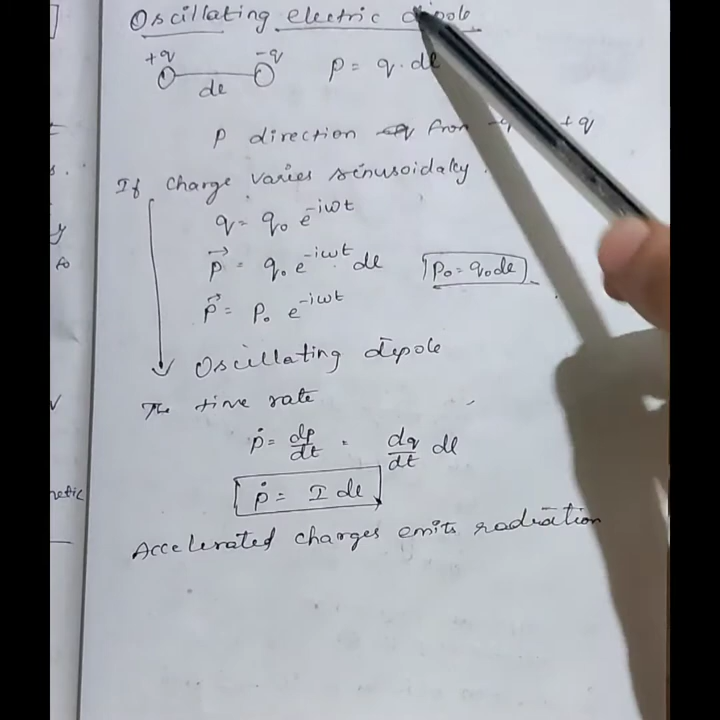 Oscillating electric dipole
+q -q
dl
P = q · dl
P direction from -q +q
If charge varies sinusoidaly.
q = q₀ e^-iωt
p⃗ = q₀ e^-iωt dl P₀ = q₀dl
p⃗ = P₀ e^-iωt
Oscillating dipole
The time rate
ṗ = dp/dt = dq/dt dl
ṗ = I dl
Accelerated charges emits radiation